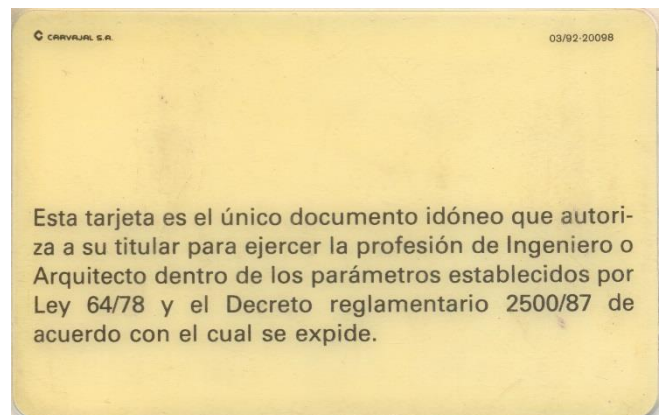 C CARVAJAL S.A.
03/92-20098
Esta tarjeta es el único documento idóneo que autori-
za a su titular para ejercer la profesión de Ingeniero o
Arquitecto dentro de los parámetros establecidos por
Ley 64/78 y el Decreto reglamentario 2500/87 de
acuerdo con el cual se expide.